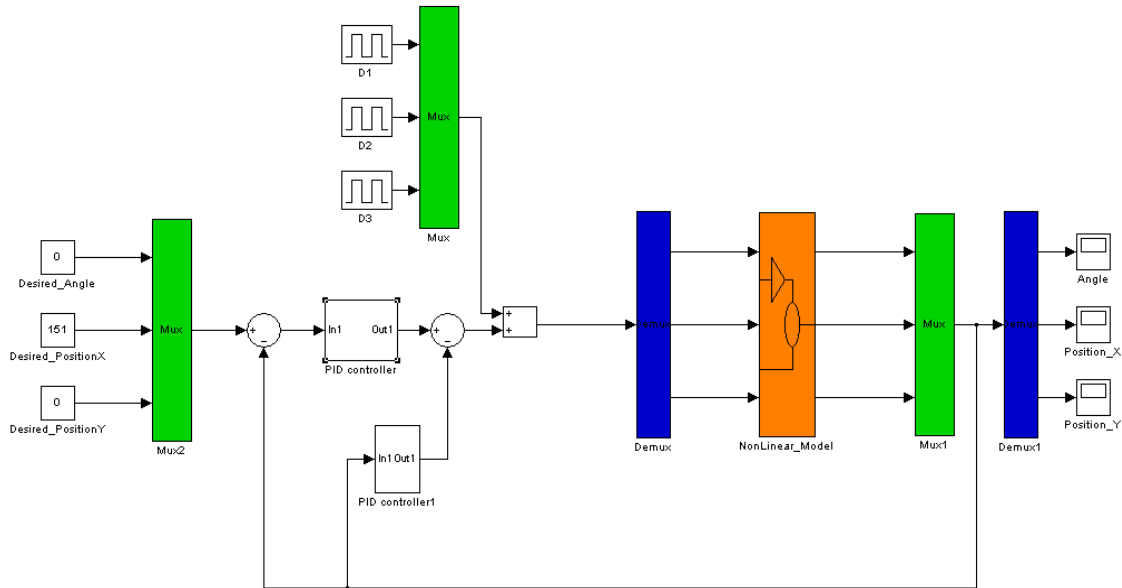 D1
D2
D3
Mux
Mux
0
Desired_Angle
151
Desired_PositionX
0
Desired_PositionY
Mux
Mux2
+
−
In1 Out1
PID controller
+
−
+
+
In1 Out1
PID controller1
Demux
Demux
NonLinear_Model
Mux
Mux1
Demux
Demux1
Angle
Position_X
Position_Y